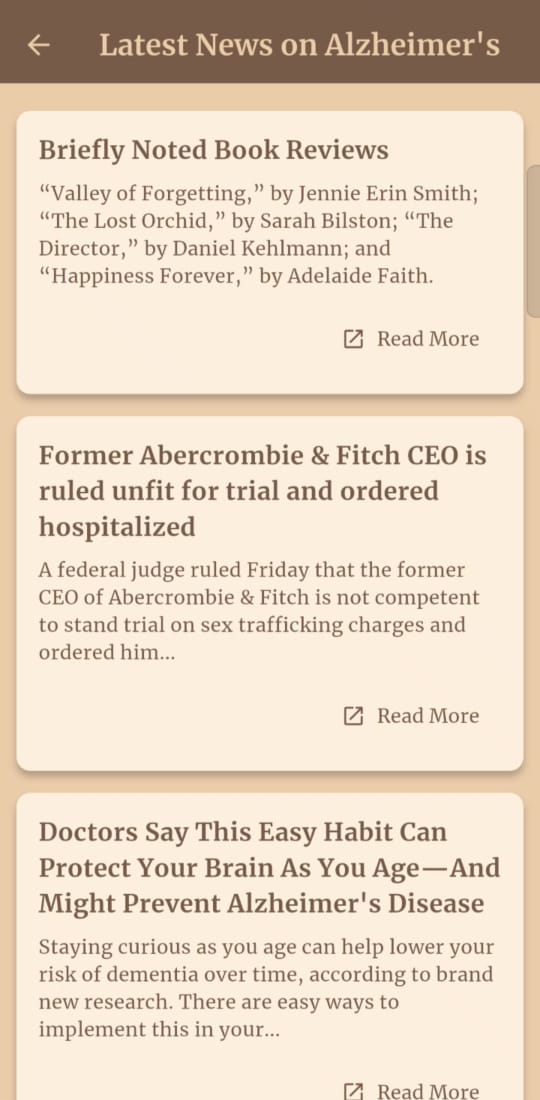 Latest News on Alzheimer's
Briefly Noted Book Reviews
“Valley of Forgetting,” by Jennie Erin Smith;
“The Lost Orchid,” by Sarah Bilston; “The
Director,” by Daniel Kehlmann; and
“Happiness Forever,” by Adelaide Faith.
Read More
Former Abercrombie & Fitch CEO is
ruled unfit for trial and ordered
hospitalized
A federal judge ruled Friday that the former
CEO of Abercrombie & Fitch is not competent
to stand trial on sex trafficking charges and
ordered him...
Read More
Doctors Say This Easy Habit Can
Protect Your Brain As You Age—And
Might Prevent Alzheimer's Disease
Staying curious as you age can help lower your
risk of dementia over time, according to brand
new research. There are easy ways to
implement this in your...
Read More